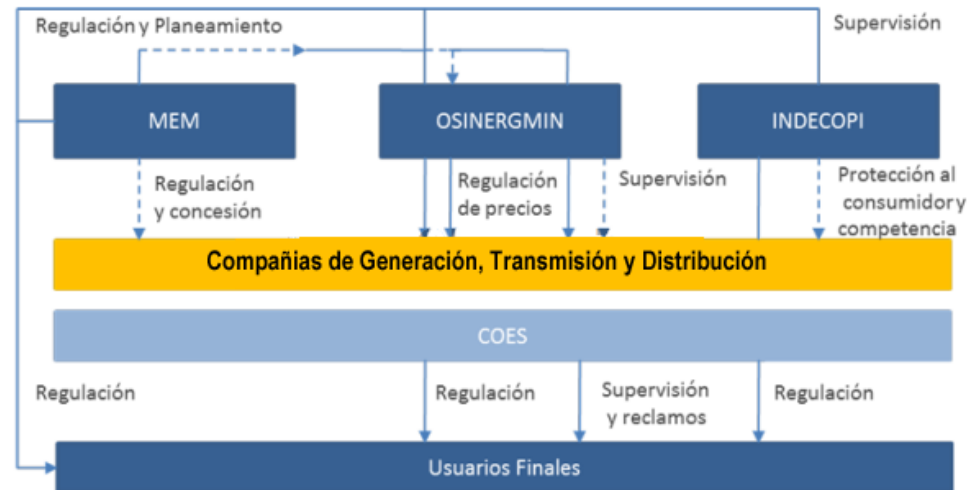 Regulación y Planeamiento
Supervisión
MEM
OSINERGMIN
INDECOPI
Regulación
y concesión
Regulación
de precios
Supervisión
Protección al
consumidor y
competencia
Compañias de Generación, Transmisión y Distribución
COES
Regulación
Regulación
Supervisión
y reclamos
Regulación
Usuarios Finales